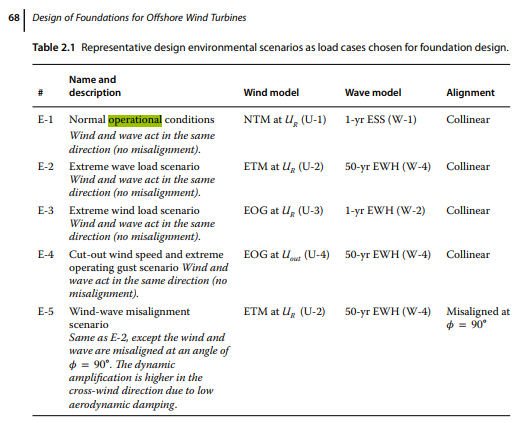 68 Design of Foundations for Offshore Wind Turbines
Table 2.1 Representative design environmental scenarios as load cases chosen for foundation design.
Name and
# description Wind model Wave model Alignment
E-1 Normal operational conditions NTM at U_R (U-1) 1-yr ESS (W-1) Collinear
Wind and wave act in the same
direction (no misalignment).
E-2 Extreme wave load scenario ETM at U_R (U-2) 50-yr EWH (W-4) Collinear
Wind and wave act in the same
direction (no misalignment).
E-3 Extreme wind load scenario EOG at U_R (U-3) 1-yr EWH (W-2) Collinear
Wind and wave act in the same
direction (no misalignment).
E-4 Cut-out wind speed and extreme EOG at U_out (U-4) 50-yr EWH (W-4) Collinear
operating gust scenario Wind and
wave act in the same direction (no
misalignment).
E-5 Wind-wave misalignment ETM at U_R (U-2) 50-yr EWH (W-4) Misaligned at
scenario ϕ = 90°
Same as E-2, except the wind and
wave are misaligned at an angle of
ϕ = 90°. The dynamic
amplification is higher in the
cross-wind direction due to low
aerodynamic damping.